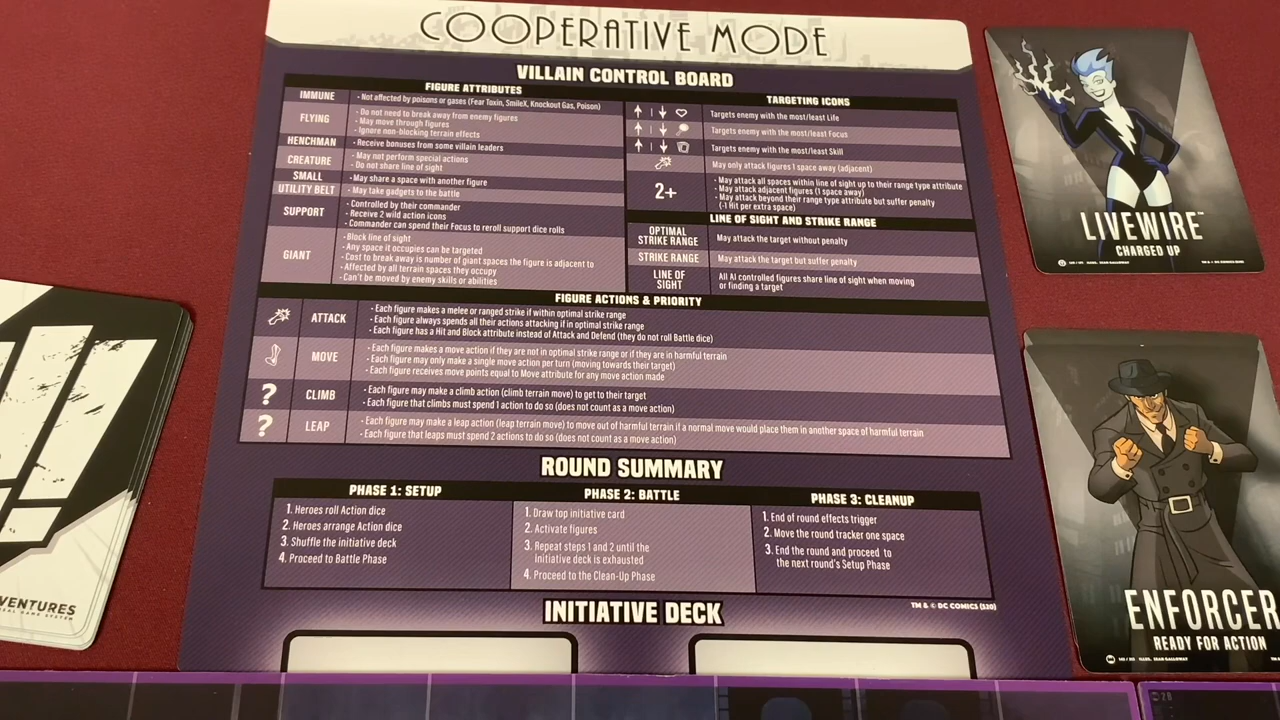 COOPERATIVE MODE
VILLAIN CONTROL BOARD
FIGURE ATTRIBUTES
IMMUNE
- Not affected by poisons or gases (Fear Toxin, SmileX, Knockout Gas, Poison)
FLYING
- Do not need to break away from enemy figures
- May move through figures
- Ignore non-blocking terrain effects
HENCHMAN
- Receive bonuses from some villain leaders
CREATURE
- May not perform special actions
- Do not share line of sight
SMALL
- May share a space with another figure
UTILITY BELT
- May take gadgets to the battle
SUPPORT
- Controlled by their commander
- Receive 2 wild action icons
- Commander can spend their Focus to reroll support dice rolls
GIANT
- Block line of sight
- Any space it occupies can be targeted
- Cost to break away is number of giant spaces the figure is adjacent to
- Affected by all terrain spaces they occupy
- Can't be moved by enemy skills or abilities
TARGETING ICONS
Targets enemy with the most/least Life
Targets enemy with the most/least Focus
Targets enemy with the most/least Skill
May only attack figures 1 space away (adjacent)
2+
- May attack all spaces within line of sight up to their range type attribute
- May attack adjacent figures (1 space away)
- May attack beyond their range type attribute but suffer penalty
(-1 Hit per extra space)
LINE OF SIGHT AND STRIKE RANGE
OPTIMAL
STRIKE RANGE
May attack the target without penalty
STRIKE RANGE
May attack the target but suffer penalty
LINE OF
SIGHT
All AI controlled figures share line of sight when moving
or finding a target
FIGURE ACTIONS & PRIORITY
ATTACK
- Each figure makes a melee or ranged strike if within optimal strike range
- Each figure always spends all their actions attacking if in optimal strike range
- Each figure has a Hit and Block attribute instead of Attack and Defend (they do not roll Battle dice)
MOVE
- Each figure makes a move action if they are not in optimal strike range or if they are in harmful terrain
- Each figure may only make a single move action per turn (moving towards their target)
- Each figure receives move points equal to Move attribute for any move action made
?
CLIMB
- Each figure may make a climb action (climb terrain move) to get to their target
- Each figure that climbs must spend 1 action to do so (does not count as a move action)
?
LEAP
- Each figure may make a leap action (leap terrain move) to move out of harmful terrain if a normal move would place them in another space of harmful terrain
- Each figure that leaps must spend 2 actions to do so (does not count as a move action)
ROUND SUMMARY
PHASE 1: SETUP
1. Heroes roll Action dice
2. Heroes arrange Action dice
3. Shuffle the initiative deck
4. Proceed to Battle Phase
PHASE 2: BATTLE
1. Draw top initiative card
2. Activate figures
3. Repeat steps 1 and 2 until the
initiative deck is exhausted
4. Proceed to the Clean-Up Phase
PHASE 3: CLEANUP
1. End of round effects trigger
2. Move the round tracker one space
3. End the round and proceed to
the next round's Setup Phase
TM & © DC COMICS (S20)
INITIATIVE DECK
LIVEWIRE™
CHARGED UP
ENFORCER
READY FOR ACTION
VENTURES